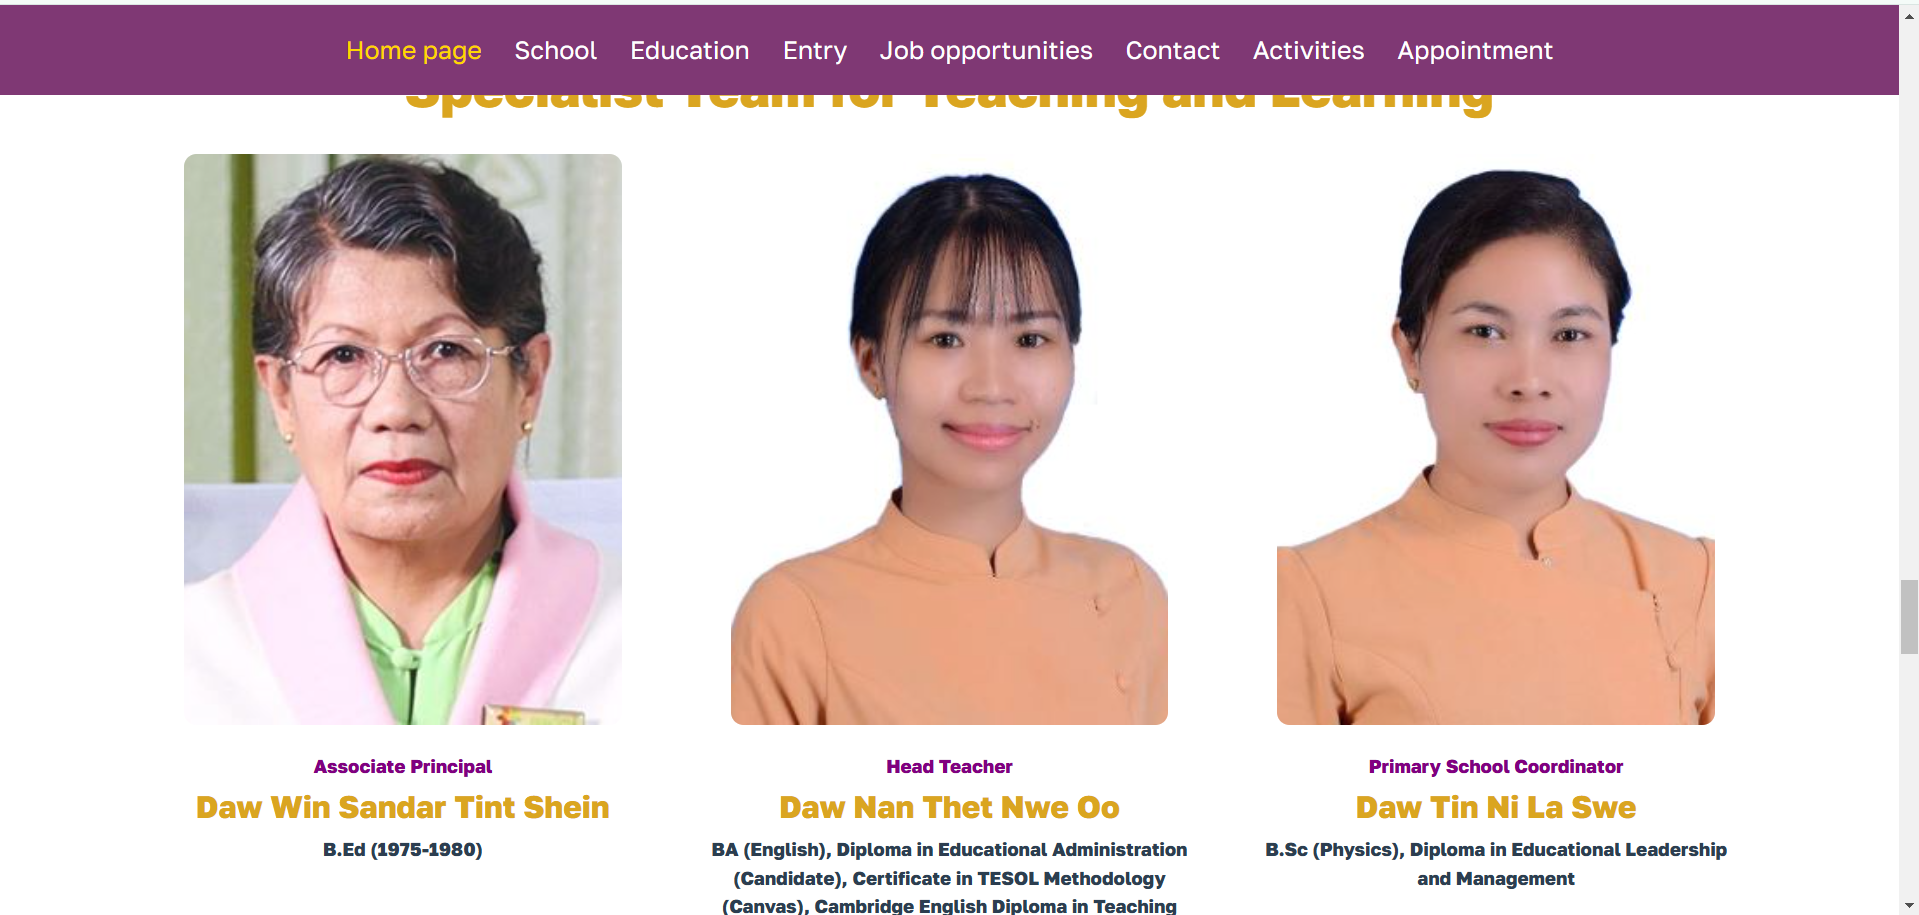 Home page School Education Entry Job opportunities Contact Activities Appointment
Specialist Team for Teaching and Learning
Associate Principal
Daw Win Sandar Tint Shein
B.Ed (1975-1980)
Head Teacher
Daw Nan Thet Nwe Oo
BA (English), Diploma in Educational Administration
(Candidate), Certificate in TESOL Methodology
(Canvas), Cambridge English Diploma in Teaching
Primary School Coordinator
Daw Tin Ni La Swe
B.Sc (Physics), Diploma in Educational Leadership
and Management